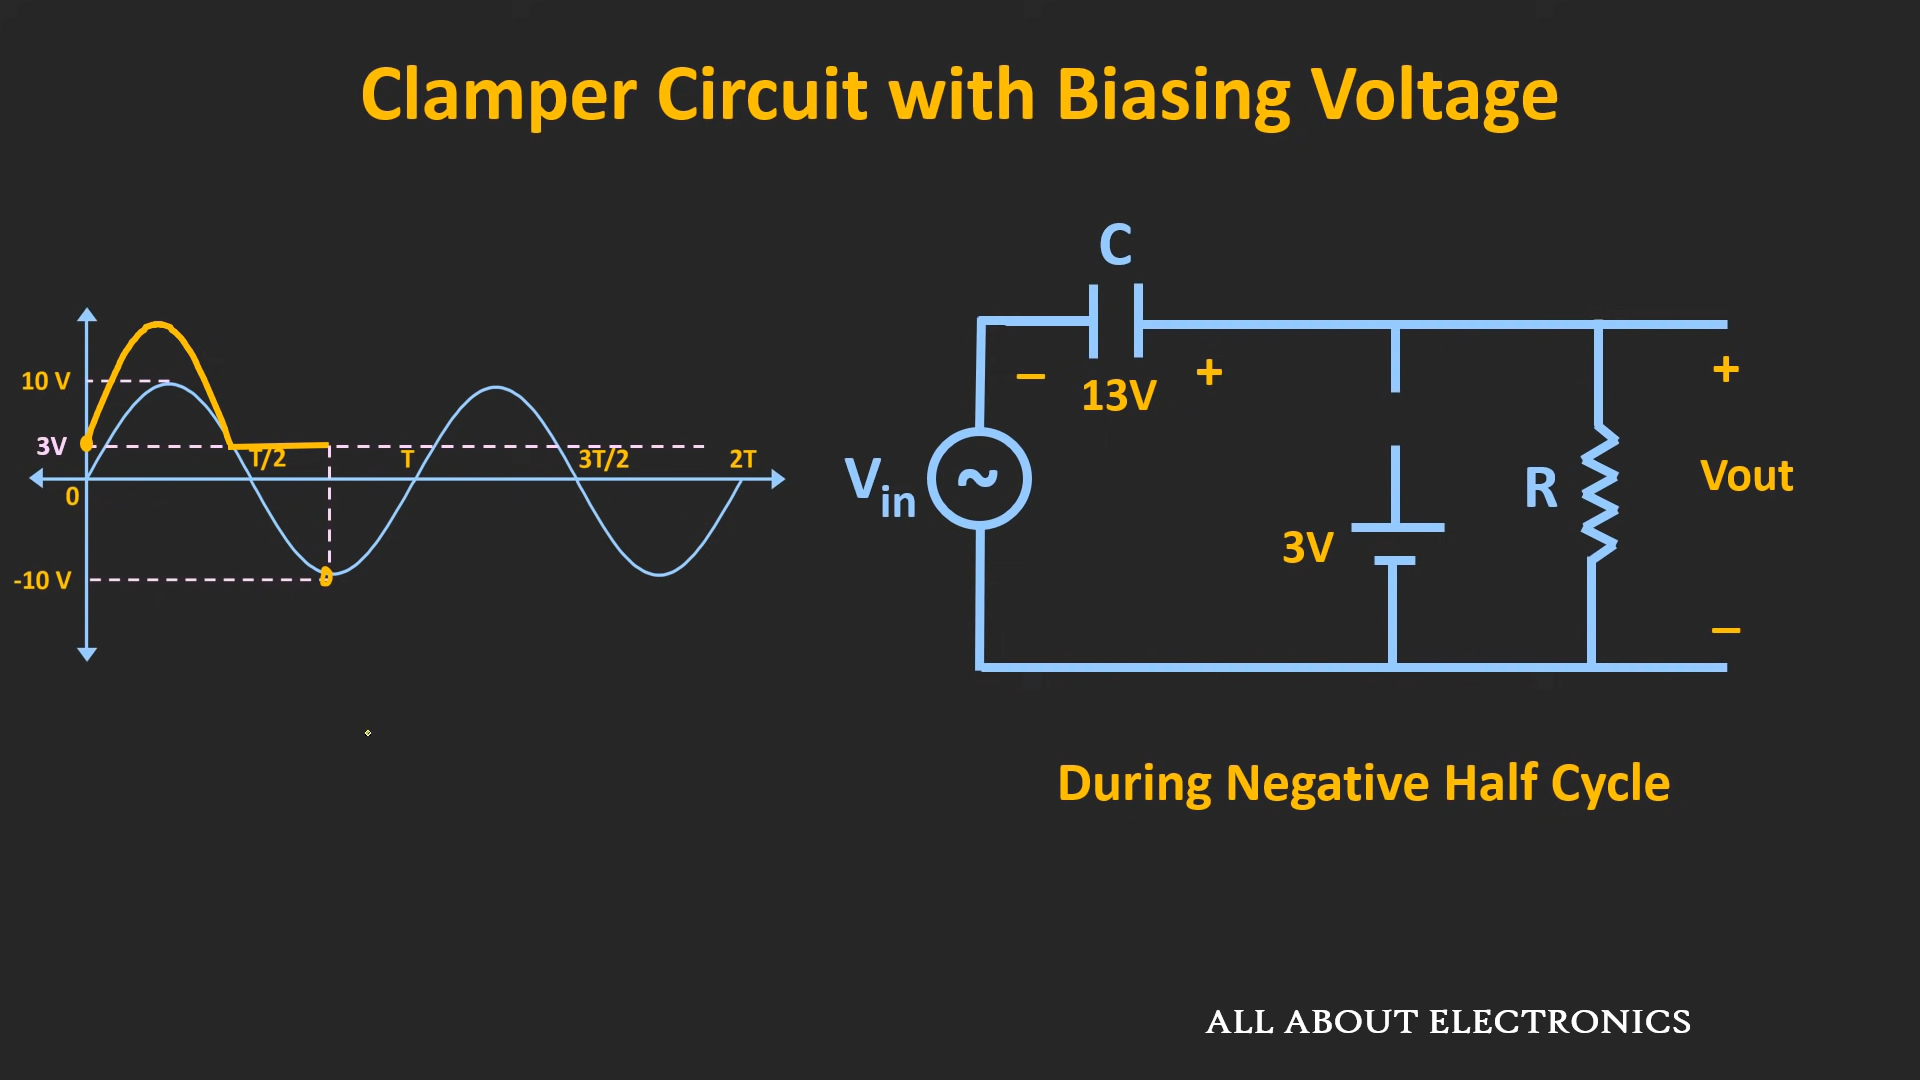 Clamper Circuit with Biasing Voltage
C
− 13V +
+
10 V
3V
T/2
T
3T/2
2T
0
-10 V
Vin
~
3V
R
Vout
−
During Negative Half Cycle
ALL ABOUT ELECTRONICS